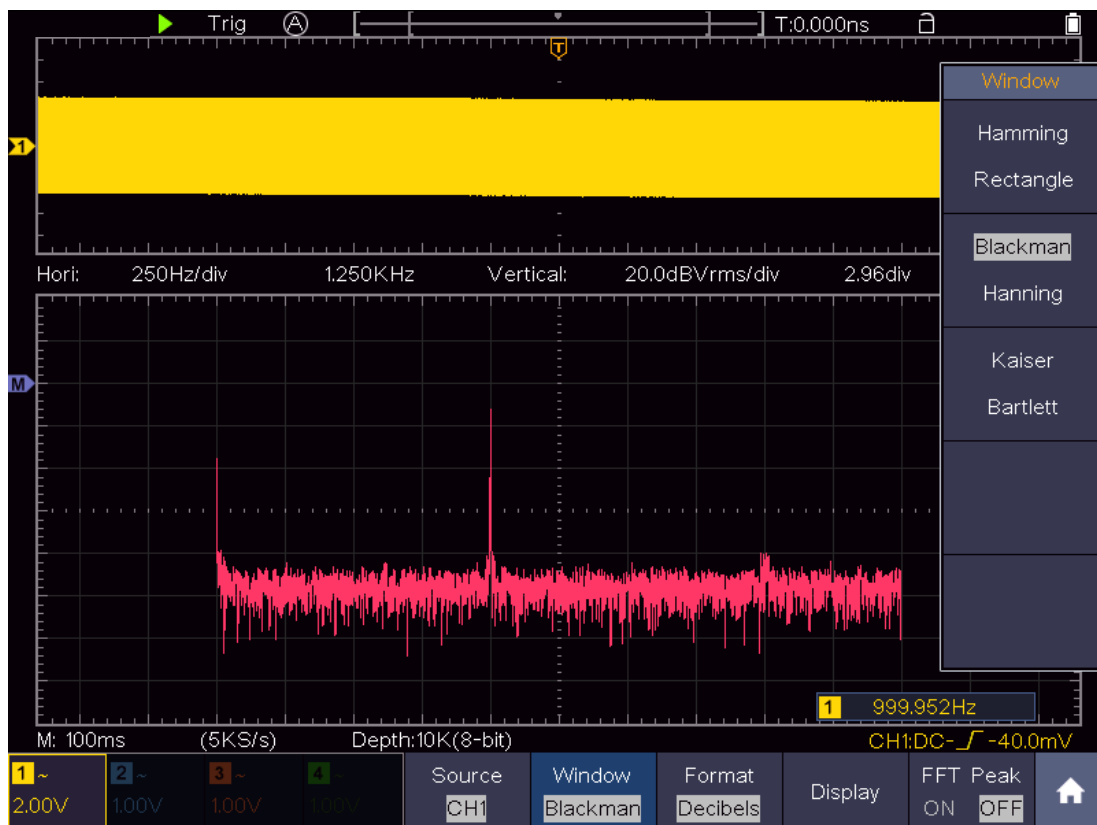 Trig A T:0.000ns
T
Window
Hamming
1
Rectangle
Blackman
Hori: 250Hz/div 1.250KHz Vertical: 20.0dBVrms/div 2.96div
Hanning
Kaiser
M
Bartlett
1 999.952Hz
M: 100ms (5KS/s) Depth:10K(8-bit) CH1:DC- -40.0mV
1 ~ 2 ~ 3 ~ 4 ~ Source Window Format Display FFT Peak
2.00V 1.00V 1.00V 1.00V CH1 Blackman Decibels ON OFF